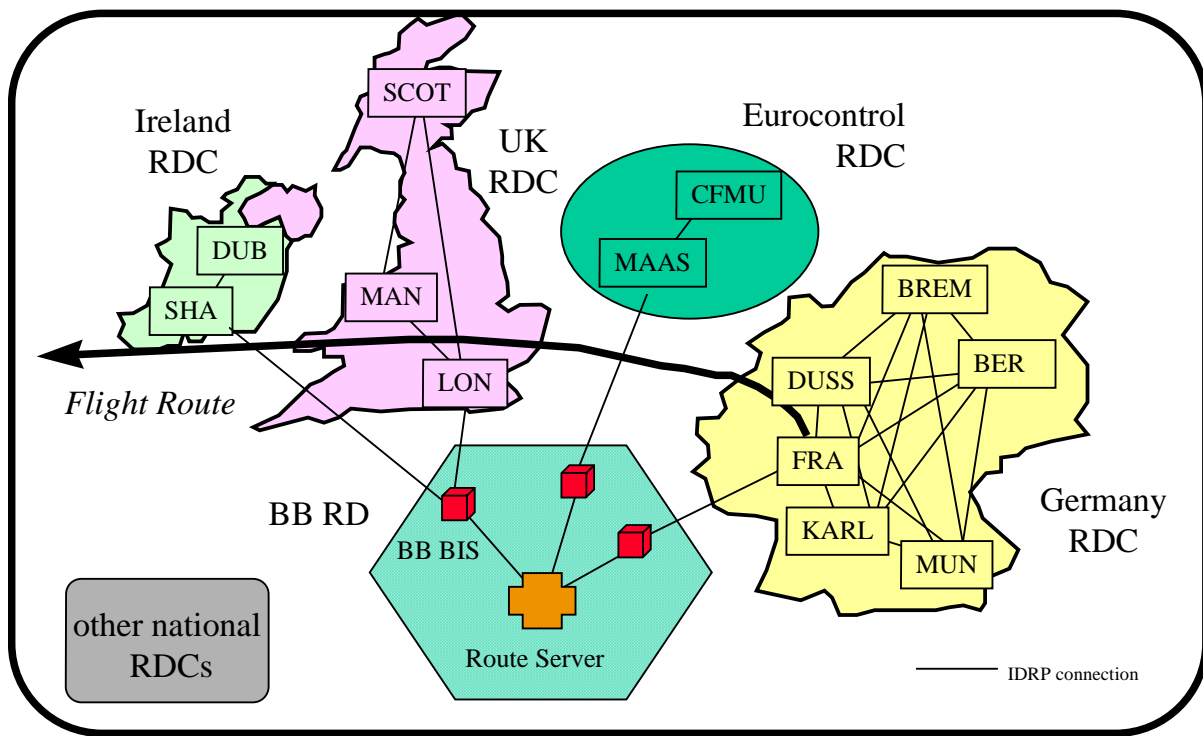 SCOT
Ireland
RDC
UK
RDC
Eurocontrol
RDC
CFMU
DUB
MAAS
SHA
MAN
BREM
BER
LON
DUSS
Flight Route
FRA
BB RD
KARL
Germany
RDC
BB BIS
MUN
other national
RDCs
Route Server
IDRP connection